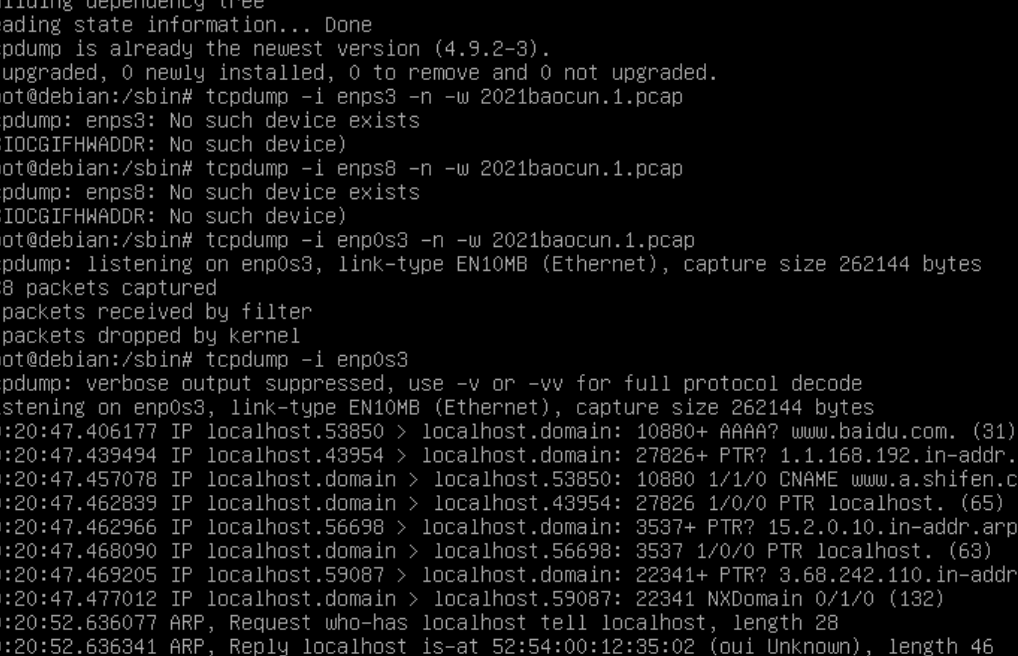 uilding dependency tree
eading state information... Done
cpdump is already the newest version (4.9.2-3).
upgraded, 0 newly installed, 0 to remove and 0 not upgraded.
ot@debian:/sbin# tcpdump -i enps3 -n -w 2021baocun.1.pcap
cpdump: enps3: No such device exists
SIOCGIFHWADDR: No such device)
ot@debian:/sbin# tcpdump -i enps8 -n -w 2021baocun.1.pcap
cpdump: enps8: No such device exists
SIOCGIFHWADDR: No such device)
ot@debian:/sbin# tcpdump -i enp0s3 -n -w 2021baocun.1.pcap
cpdump: listening on enp0s3, link-type EN10MB (Ethernet), capture size 262144 bytes
8 packets captured
packets received by filter
packets dropped by kernel
ot@debian:/sbin# tcpdump -i enp0s3
cpdump: verbose output suppressed, use -v or -vv for full protocol decode
stening on enp0s3, link-type EN10MB (Ethernet), capture size 262144 bytes
:20:47.406177 IP localhost.53850 > localhost.domain: 10880+ AAAA? www.baidu.com. (31)
:20:47.439494 IP localhost.43954 > localhost.domain: 27826+ PTR? 1.1.168.192.in-addr.
:20:47.457078 IP localhost.domain > localhost.53850: 10880 1/1/0 CNAME www.a.shifen.c
:20:47.462839 IP localhost.domain > localhost.43954: 27826 1/0/0 PTR localhost. (65)
:20:47.462966 IP localhost.56698 > localhost.domain: 3537+ PTR? 15.2.0.10.in-addr.arp
:20:47.468090 IP localhost.domain > localhost.56698: 3537 1/0/0 PTR localhost. (63)
:20:47.469205 IP localhost.59087 > localhost.domain: 22341+ PTR? 3.68.242.110.in-addr
:20:47.477012 IP localhost.domain > localhost.59087: 22341 NXDomain 0/1/0 (132)
:20:52.636077 ARP, Request who-has localhost tell localhost, length 28
:20:52.636341 ARP, Reply localhost is-at 52:54:00:12:35:02 (oui Unknown), length 46